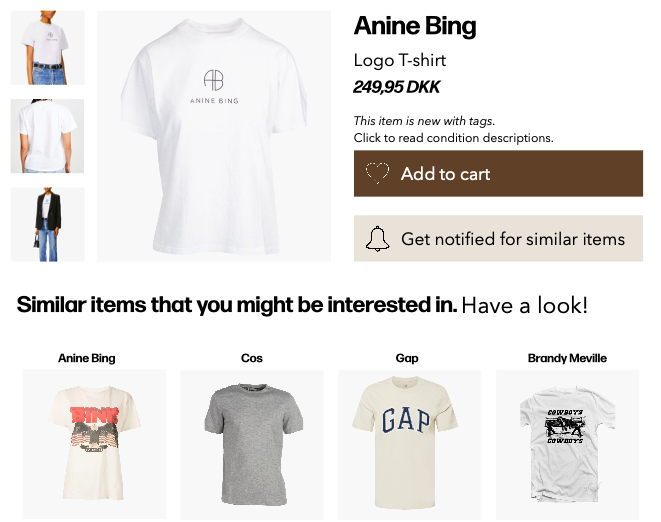 Anine Bing
Logo T-shirt
249,95 DKK
This item is new with tags.
Click to read condition descriptions.
Add to cart
Get notified for similar items
AB
ANINE BING
Similar items that you might be interested in. Have a look!
Anine Bing
Cos
Gap
Brandy Meville
BING
GAP
COWBOYS
COWBOYS